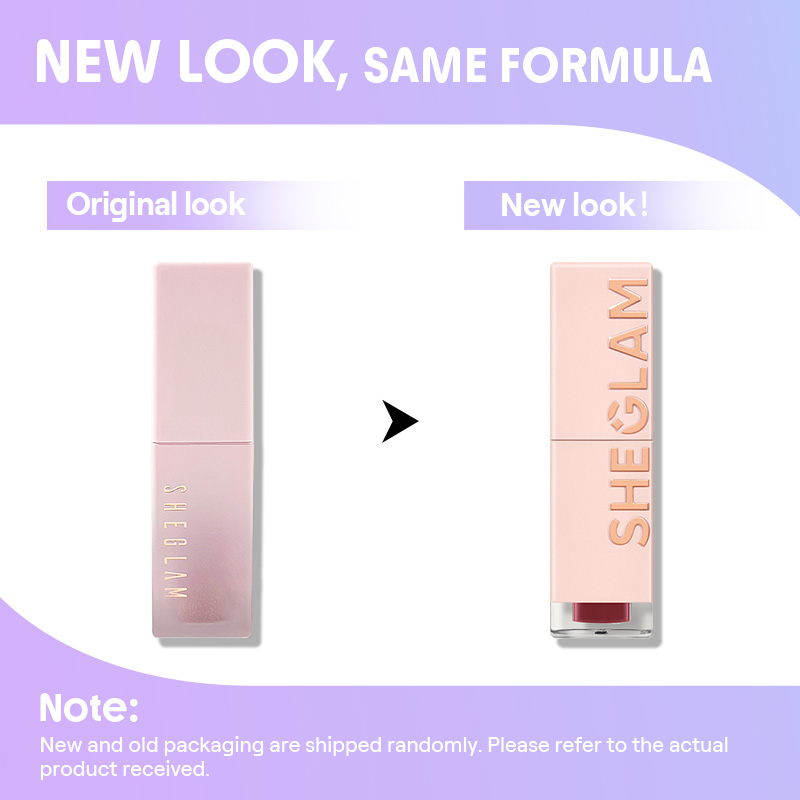 NEW LOOK, SAME FORMULA
Original look
New look!
SHEGLAM
SHEGLAM
Note:
New and old packaging are shipped randomly. Please refer to the actual
product received.